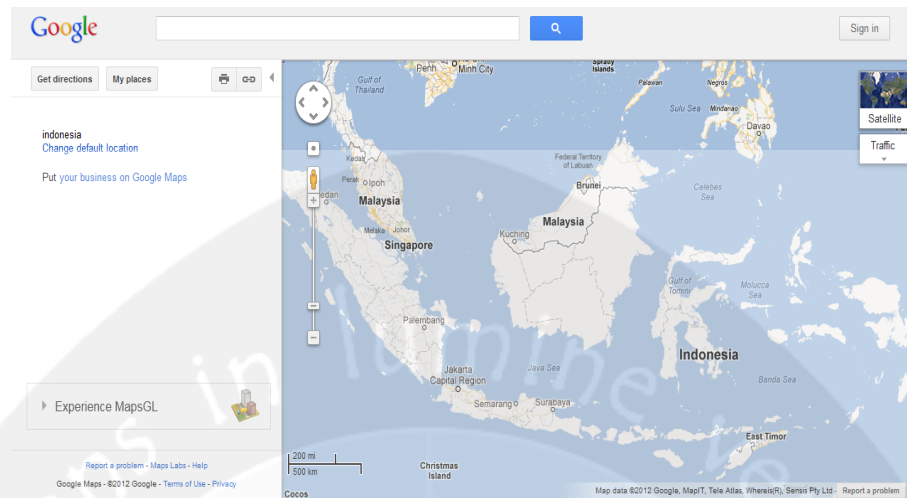 Google
Sign in
Get directions
My places
indonesia
Change default location
Put your business on Google Maps
Experience MapsGL
Report a problem - Maps Labs - Help
Google Maps - ©2012 Google - Terms of Use - Privacy
Satellite
Traffic
Penh
Minh City
Spratly
Islands
Gulf of
Thailand
Palawan
Negros
Sulu Sea
Mindanao
Davao
Kedah
Federal Territory
of Labuan
Perak
Ipoh
Brunei
Celebes
Sea
Medan
Malaysia
Malaysia
Melaka
Johor
Kuching
Singapore
Gulf of
Tomini
Molucca
Sea
Palembang
Indonesia
Java Sea
Jakarta
Capital Region
Banda Sea
Semarang
Surabaya
East Timor
200 mi
500 km
Christmas
Island
Cocos
Map data ©2012 Google, MapIT, Tele Atlas, Whereis(R), Sensis Pty Ltd - Report a problem
in lumine